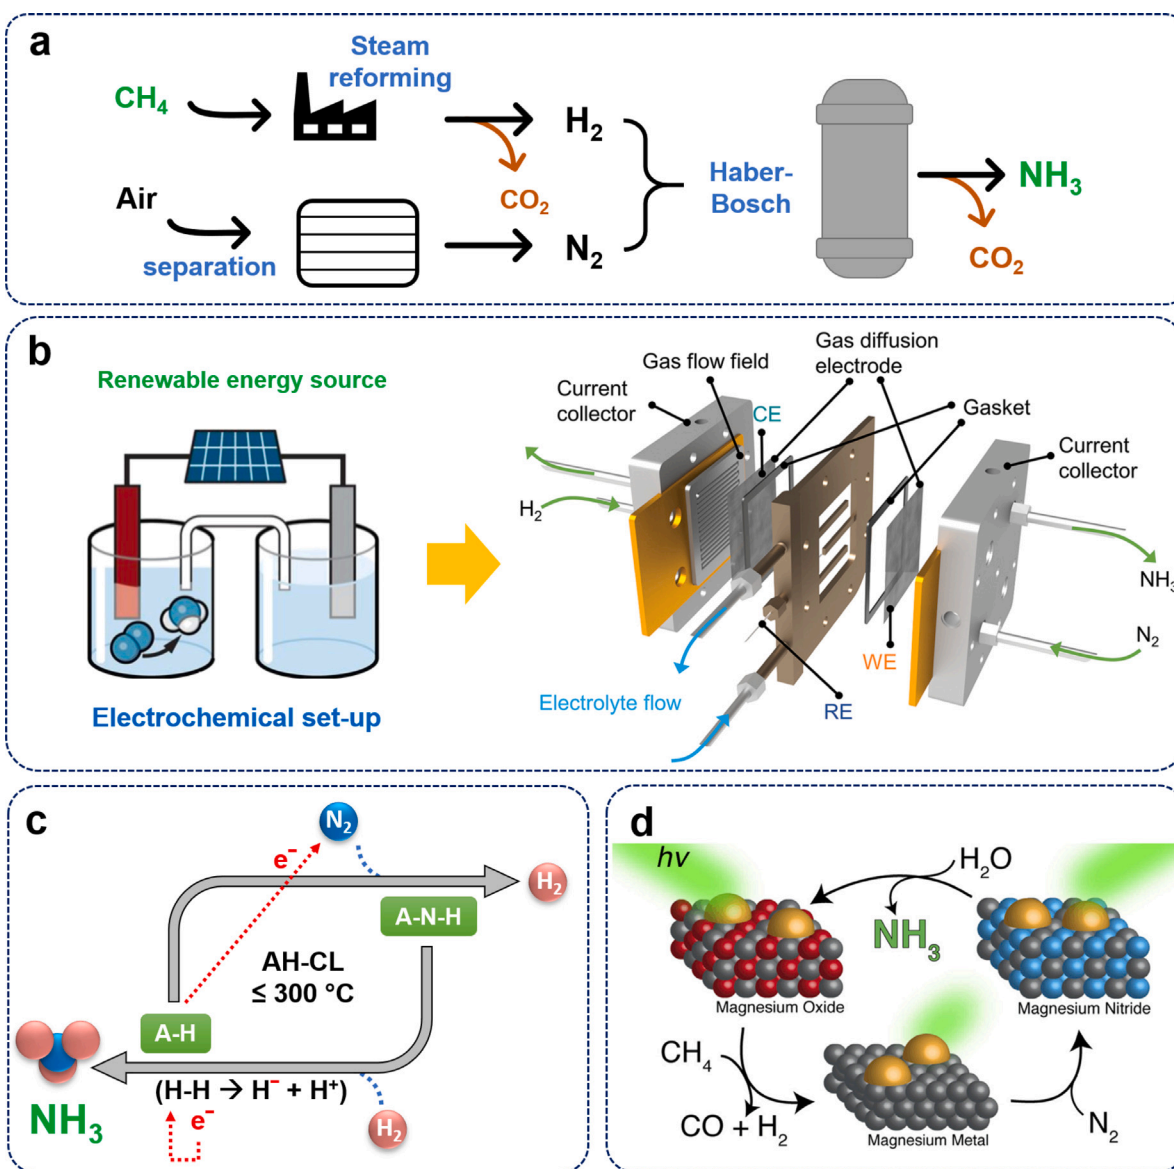 a
Steam
reforming
CH₄
H₂
CO₂
Air
separation
N₂
Haber-
Bosch
NH₃
CO₂
b
Renewable energy source
Electrochemical set-up
Gas diffusion
electrode
Gas flow field
Current
collector
CE
Gasket
Current
collector
H₂
NH₃
N₂
WE
Electrolyte flow
RE
c
N₂
e⁻
H₂
A-N-H
AH-CL
≤ 300 °C
A-H
(H-H → H⁻ + H⁺)
e⁻
NH₃
H₂
d
hv
H₂O
NH₃
Magnesium Oxide
Magnesium Nitride
CH₄
CO + H₂
Magnesium Metal
N₂